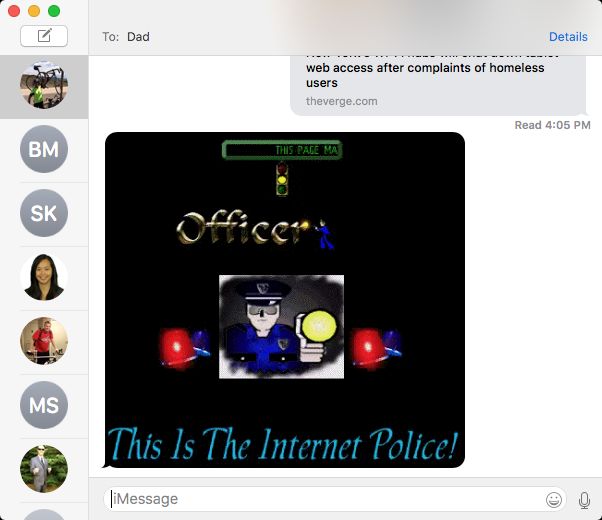 To: Dad
Details
web access after complaints of homeless
users
theverge.com
Read 4:05 PM
BM
SK
MS
THIS PAGE MA
Officer
This Is The Internet Police!
iMessage